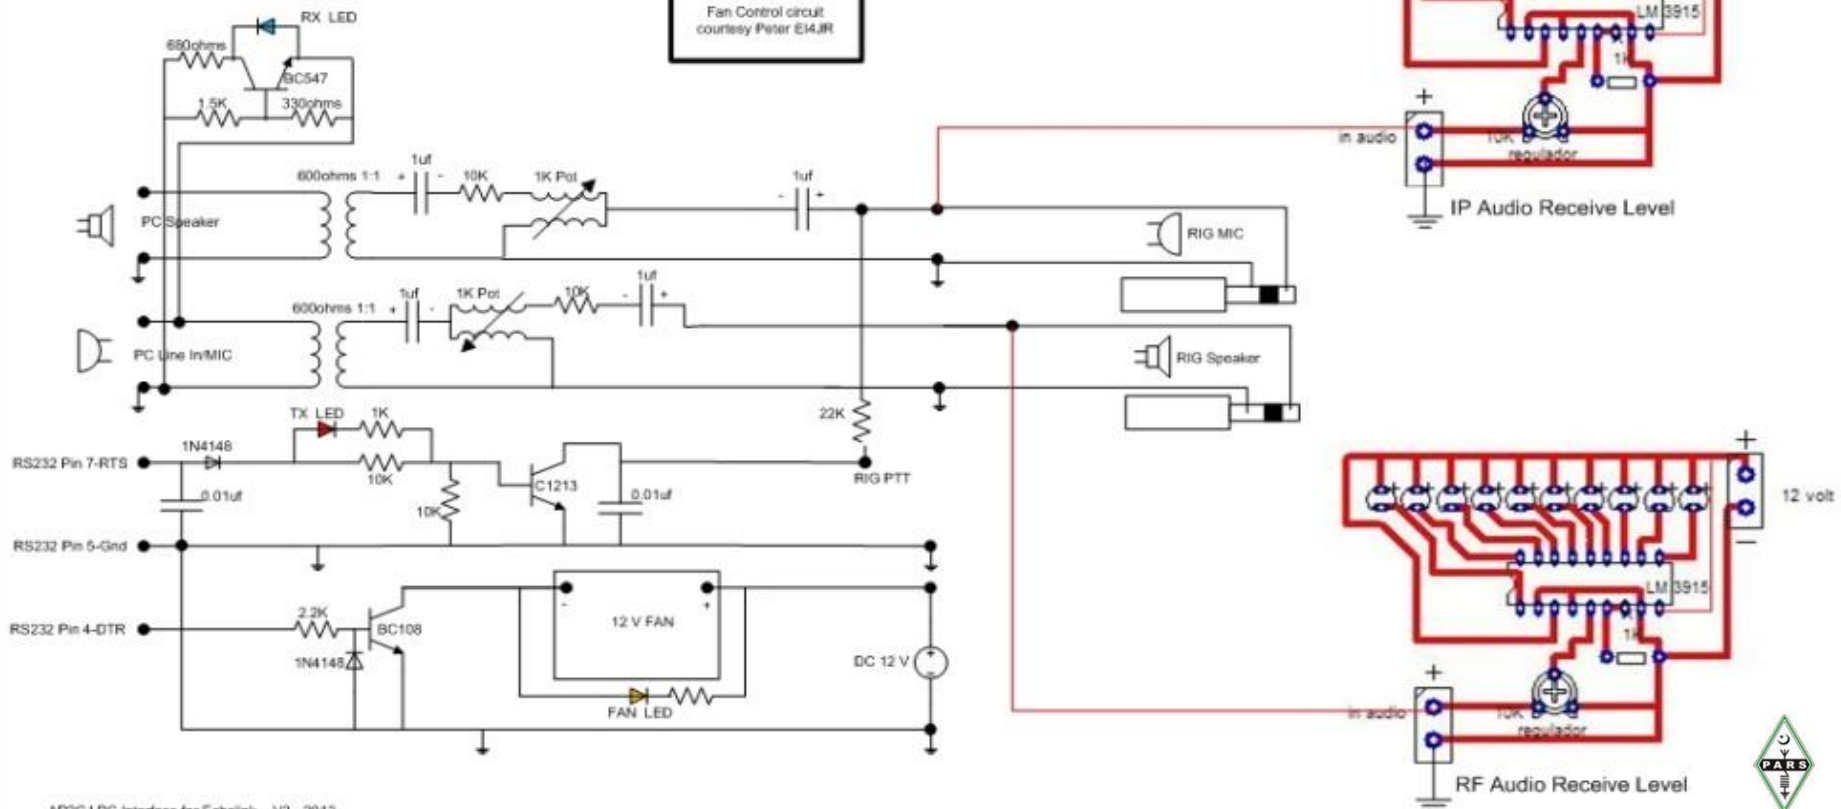 Fan Control circuit
courtesy Peter EI4JR
RX LED
680ohms
BC547
1.5K
330ohms
1uf
600ohms 1:1
+
-
10K
1K Pot
1uf
-
+
PC Speaker
RIG MIC
1uf
600ohms 1:1
+
-
1K Pot
10K
1uf
-
+
PC Line In/MIC
RIG Speaker
TX LED
1K
22K
1N4148
RS232 Pin 7-RTS
10K
RIG PTT
0.01uf
10K
C1213
0.01uf
RS232 Pin 5-Gnd
2.2K
RS232 Pin 4-DTR
BC108
1N4148
-
+
12 V FAN
DC 12 V
+
-
FAN LED
LM 3915
1K
+
in audio
10K
regulador
IP Audio Receive Level
+
12 volt
-
LM 3915
1K
+
in audio
10K
regulador
RF Audio Receive Level
PARS